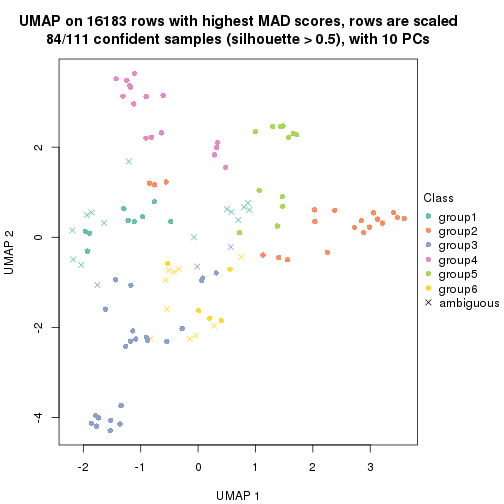 UMAP on 16183 rows with highest MAD scores, rows are scaled
84/111 confident samples (silhouette > 0.5), with 10 PCs
UMAP 2
2
0
-2
-4
-2
-1
0
1
2
3
UMAP 1
Class
group1
group2
group3
group4
group5
group6
ambiguous